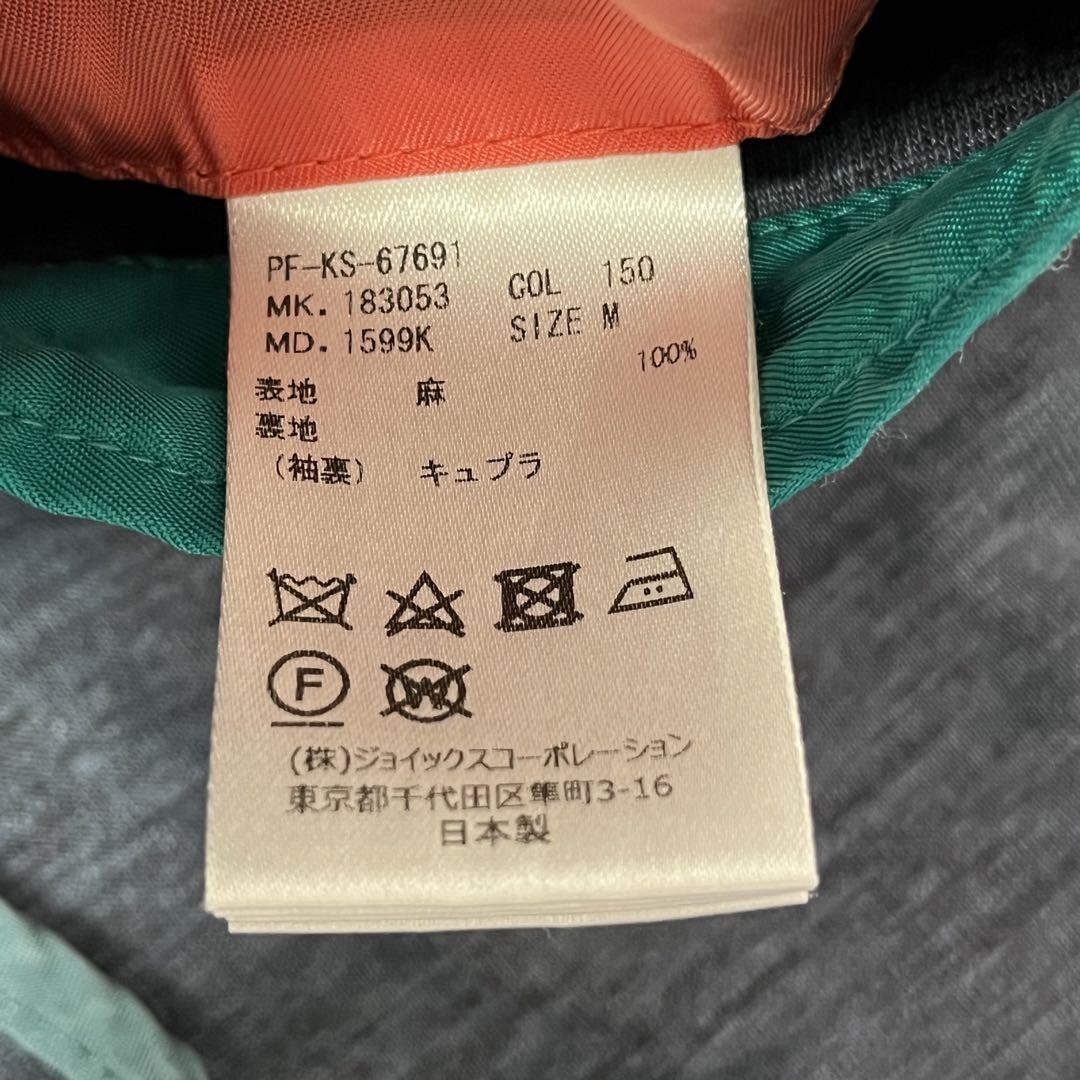 PF-KS-67691
MK. 183053 COL 150
MD. 1599K SIZE M
表地 麻 100%
裏地
(袖裏) キュプラ
F
W
(株)ジョイックスコーポレーション
東京都千代田区隼町3-16
日本製